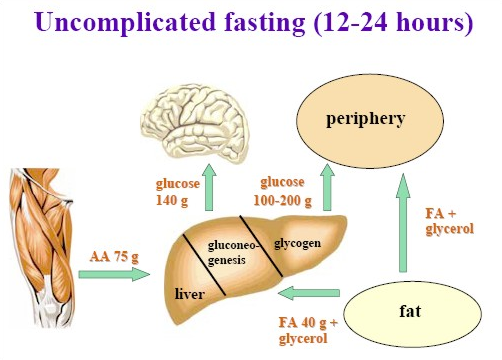 Uncomplicated fasting (12-24 hours)
periphery
glucose
140 g
glucose
100-200 g
FA +
glycerol
gluconeo-
genesis
glycogen
AA 75 g
liver
fat
FA 40 g +
glycerol